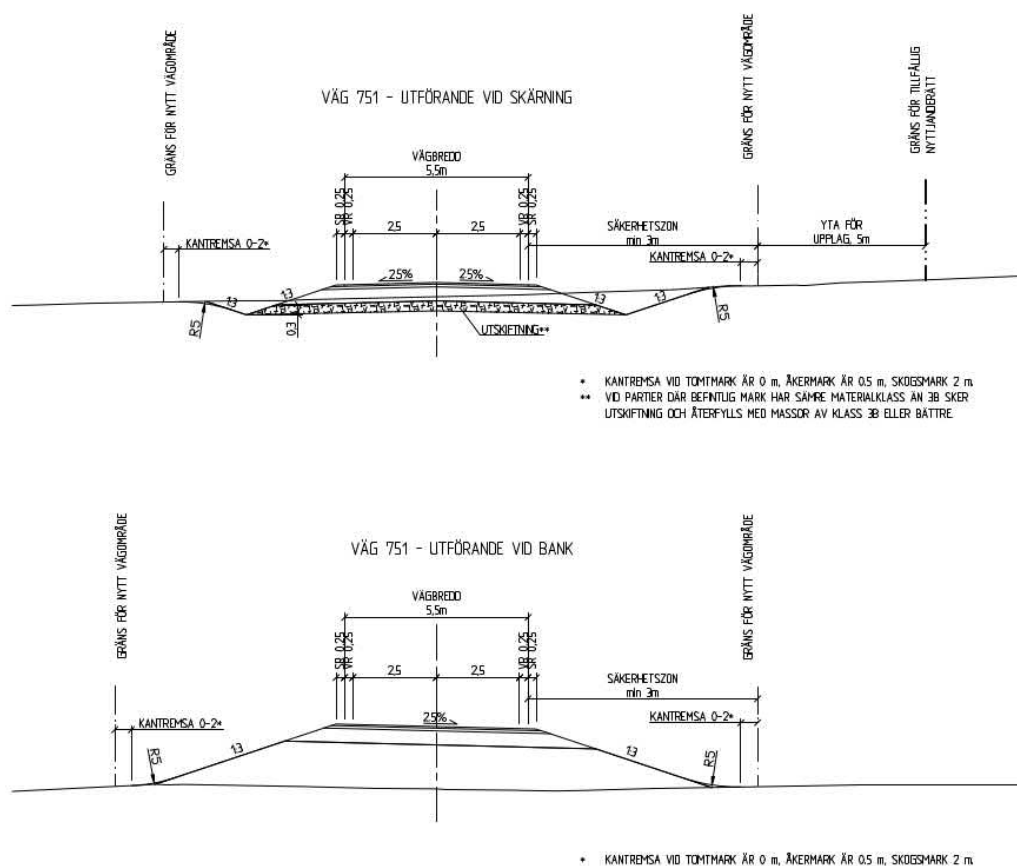 GRÄNS FÖR NYTT VÄGOMRÅDE
GRÄNS FÖR NYTT VÄGOMRÅDE
GRÄNS FÖR TILLFÄLLIG
NYTTJANDERÄTT
VÄG 751 - UTFÖRANDE VID SKÄRNING
VÄGBREDD
5,5m
SR 0,25
VR 0,25
2,5
2,5
VR 0,25
SR 0,25
SÄKERHETSZON
min 3m
YTA FÖR
UPPLAG, 5m
KANTREMSA 0-2*
KANTREMSA 0-2*
2.5%
2.5%
1:3
1:3
1:3
1:3
R5
0.3
UTSKIFTNING**
R5
* KANTREMSA VID TOMTMARK ÄR 0 m, ÅKERMARK ÄR 0.5 m, SKOGSMARK 2 m.
** VID PARTIER DÄR BEFINTLIG MARK HAR SÄMRE MATERIALKLASS ÄN 3B SKER
UTSKIFTNING OCH ÅTERFYLLS MED MASSOR AV KLASS 3B ELLER BÄTTRE.
GRÄNS FÖR NYTT VÄGOMRÅDE
GRÄNS FÖR NYTT VÄGOMRÅDE
VÄG 751 - UTFÖRANDE VID BANK
VÄGBREDD
5,5m
SR 0,25
VR 0,25
2,5
2,5
VR 0,25
SR 0,25
SÄKERHETSZON
min 3m
KANTREMSA 0-2*
KANTREMSA 0-2*
2.5%
1:3
1:3
R5
R5
* KANTREMSA VID TOMTMARK ÄR 0 m, ÅKERMARK ÄR 0.5 m, SKOGSMARK 2 m.